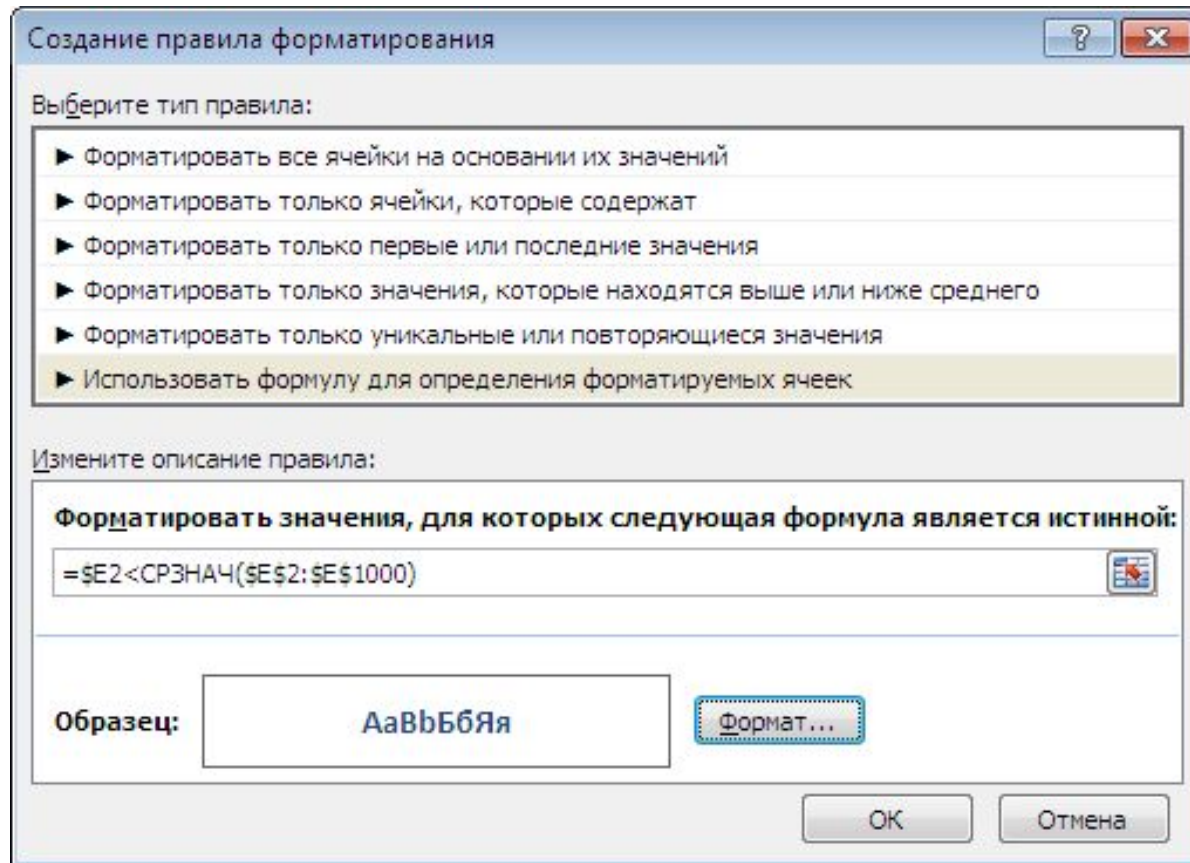 Создание правила форматирования
Выберите тип правила:
► Форматировать все ячейки на основании их значений
► Форматировать только ячейки, которые содержат
► Форматировать только первые или последние значения
► Форматировать только значения, которые находятся выше или ниже среднего
► Форматировать только уникальные или повторяющиеся значения
► Использовать формулу для определения форматируемых ячеек
Измените описание правила:
Форматировать значения, для которых следующая формула является истинной:
=$E2<СРЗНАЧ($E$2:$E$1000)
Образец: АаВbБбЯя Формат...
ОК Отмена